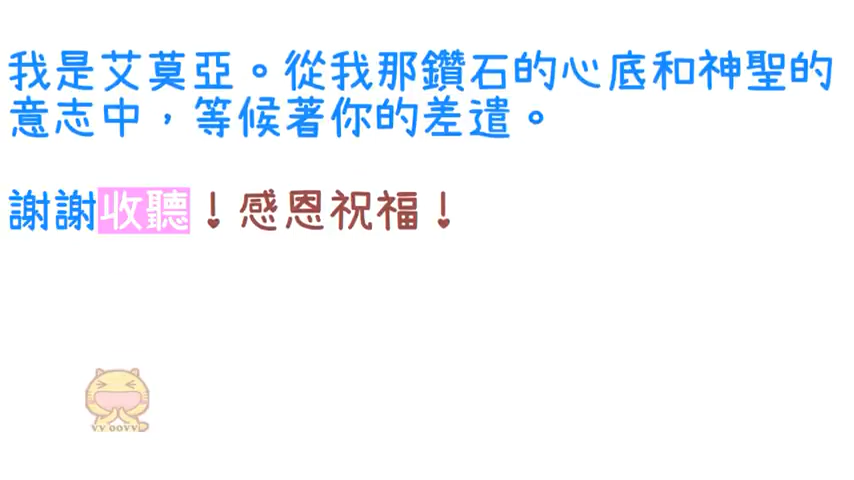 我是艾莫亞。從我那鑽石的心底和神聖的
意志中，等候著你的差遣。
謝謝收聽！感恩祝福！